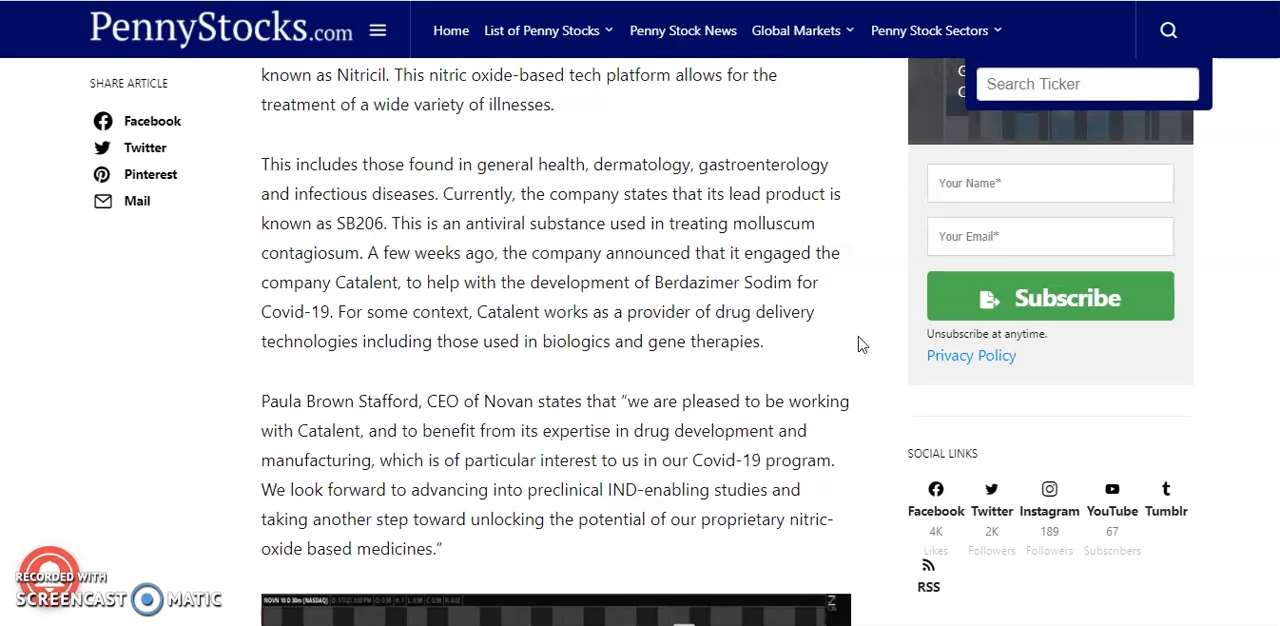 PennyStocks.com
Home List of Penny Stocks Penny Stock News Global Markets Penny Stock Sectors
Search Ticker
SHARE ARTICLE
Facebook
Twitter
Pinterest
Mail
known as Nitricil. This nitric oxide-based tech platform allows for the
treatment of a wide variety of illnesses.
This includes those found in general health, dermatology, gastroenterology
and infectious diseases. Currently, the company states that its lead product is
known as SB206. This is an antiviral substance used in treating molluscum
contagiosum. A few weeks ago, the company announced that it engaged the
company Catalent, to help with the development of Berdazimer Sodim for
Covid-19. For some context, Catalent works as a provider of drug delivery
technologies including those used in biologics and gene therapies.
Paula Brown Stafford, CEO of Novan states that “we are pleased to be working
with Catalent, and to benefit from its expertise in drug development and
manufacturing, which is of particular interest to us in our Covid-19 program.
We look forward to advancing into preclinical IND-enabling studies and
taking another step toward unlocking the potential of our proprietary nitric-
oxide based medicines.”
Your Name*
Your Email*
Subscribe
Unsubscribe at anytime.
Privacy Policy
SOCIAL LINKS
Facebook Twitter Instagram YouTube Tumblr
4K 2K 189 67
Likes Followers Followers Subscribers
RSS
RECORDED WITH
SCREENCAST MATIC